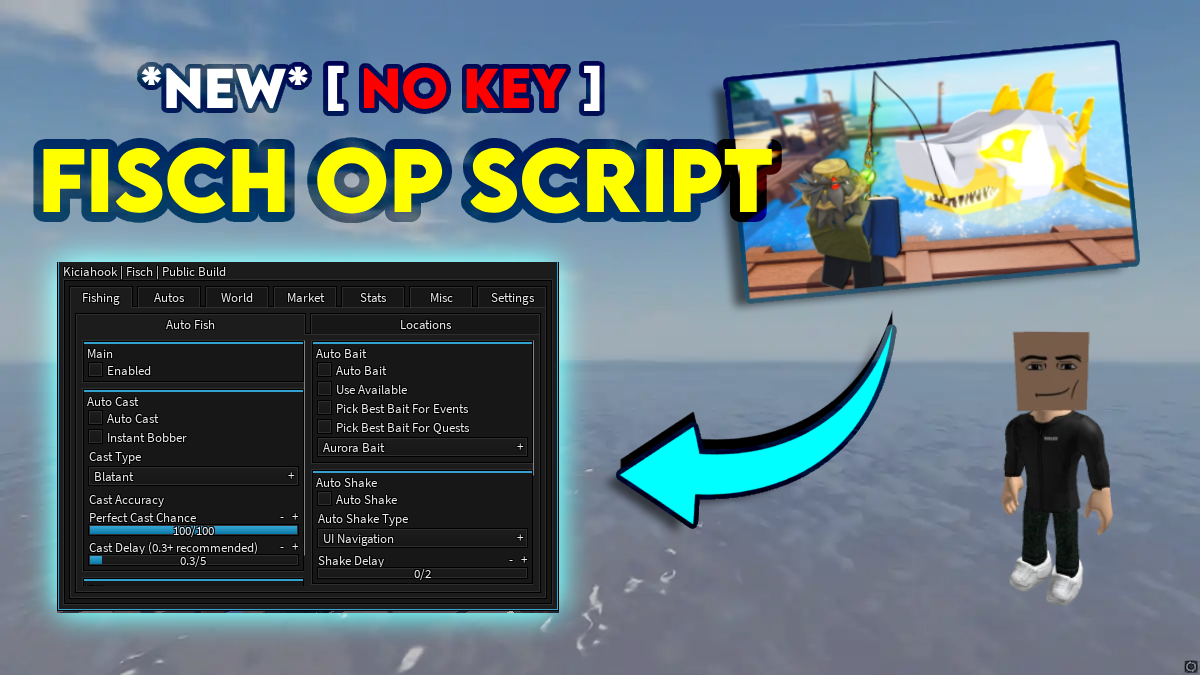 *NEW* [ NO KEY ]
FISCH OP SCRIPT
Kiciahook | Fisch | Public Build
Fishing Autos World Market Stats Misc Settings
Auto Fish
Locations
Main
Enabled
Auto Cast
Auto Cast
Instant Bobber
Cast Type
Blatant +
Cast Accuracy
Perfect Cast Chance - +
100/100
Cast Delay (0.3+ recommended) - +
0.3/5
Auto Bait
Auto Bait
Use Available
Pick Best Bait For Events
Pick Best Bait For Quests
Aurora Bait +
Auto Shake
Auto Shake
Auto Shake Type
UI Navigation +
Shake Delay - +
0/2